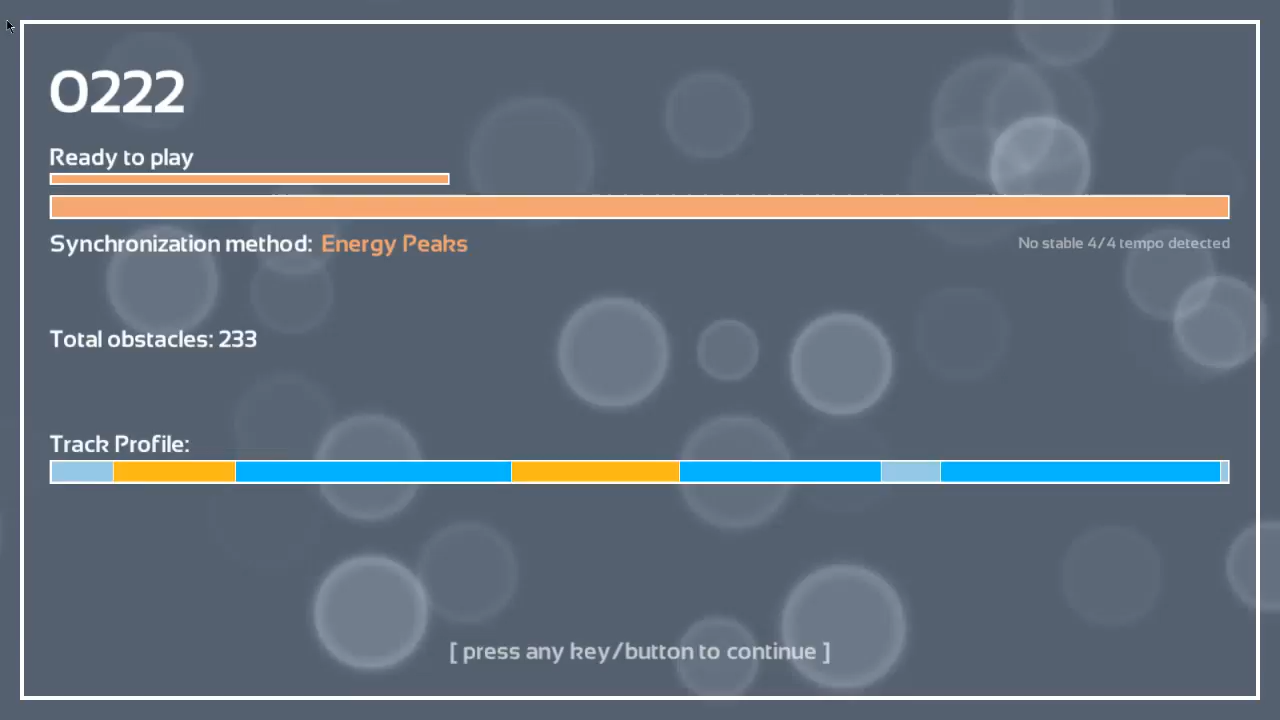 0222
Ready to play
Synchronization method: Energy Peaks
No stable 4/4 tempo detected
Total obstacles: 233
Track Profile:
[ press any key/button to continue ]